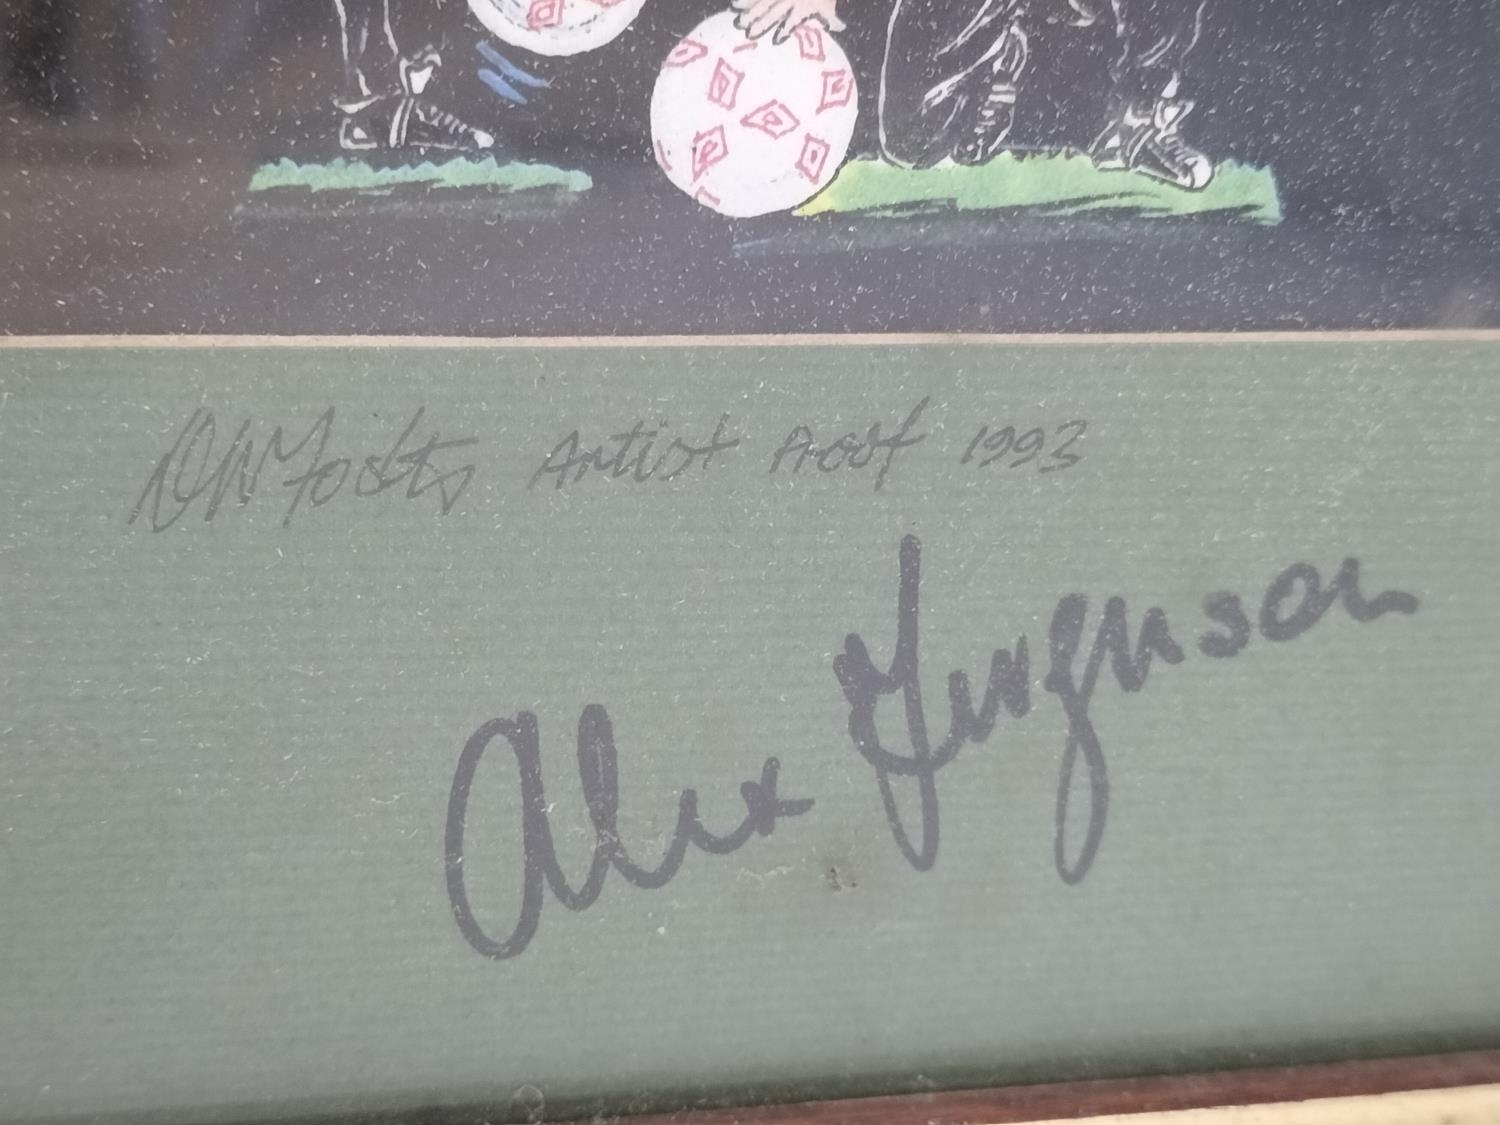 Artist Proof 1993
Alex Ferguson